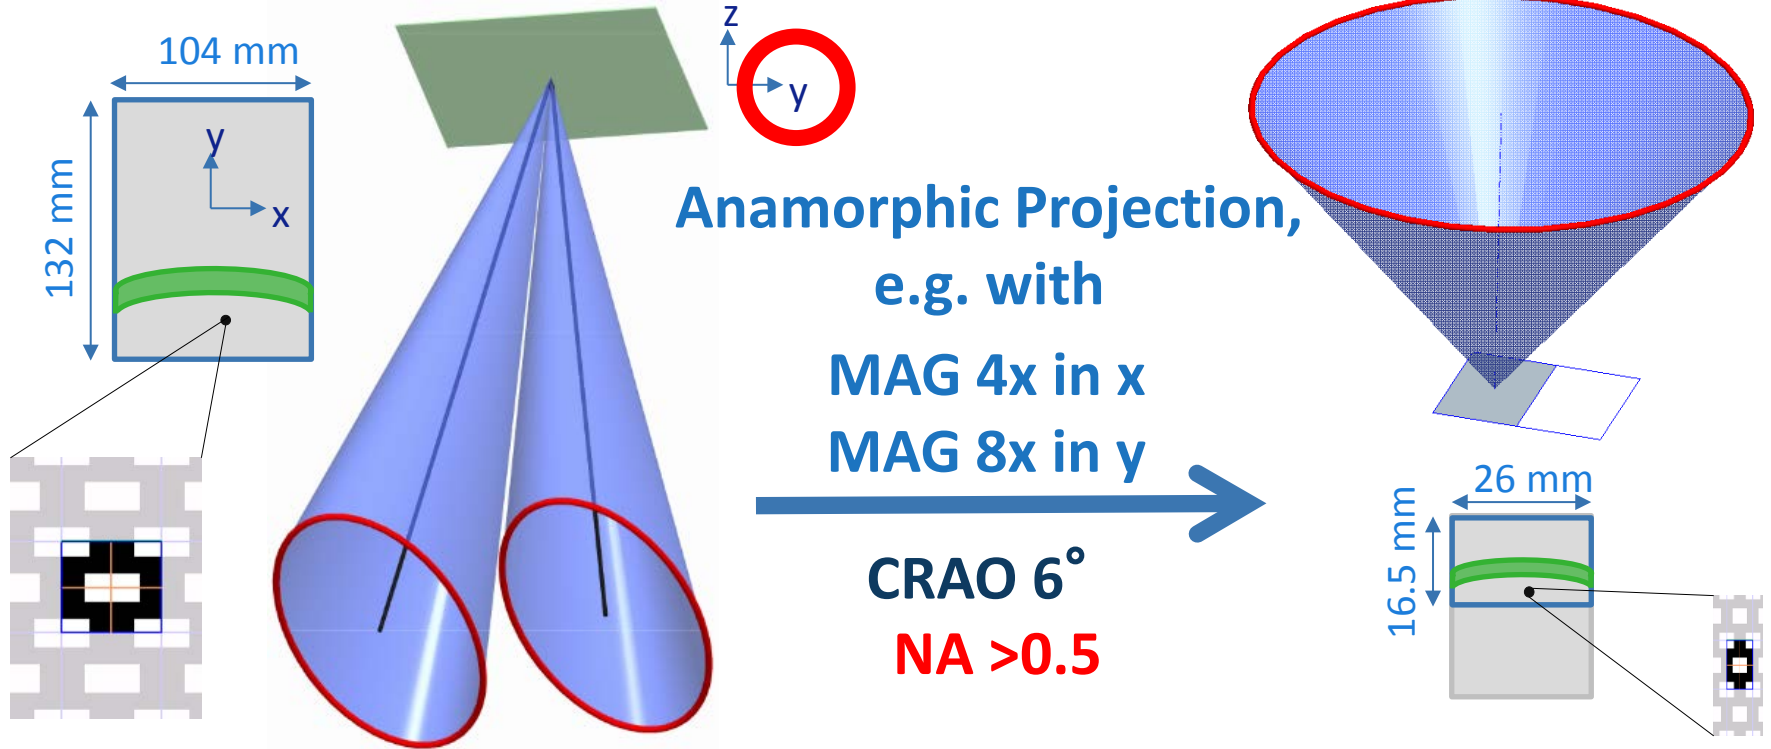 104 mm
132 mm
y
x
z
y
Anamorphic Projection,
e.g. with
MAG 4x in x
MAG 8x in y
CRAO 6°
NA >0.5
26 mm
16.5 mm